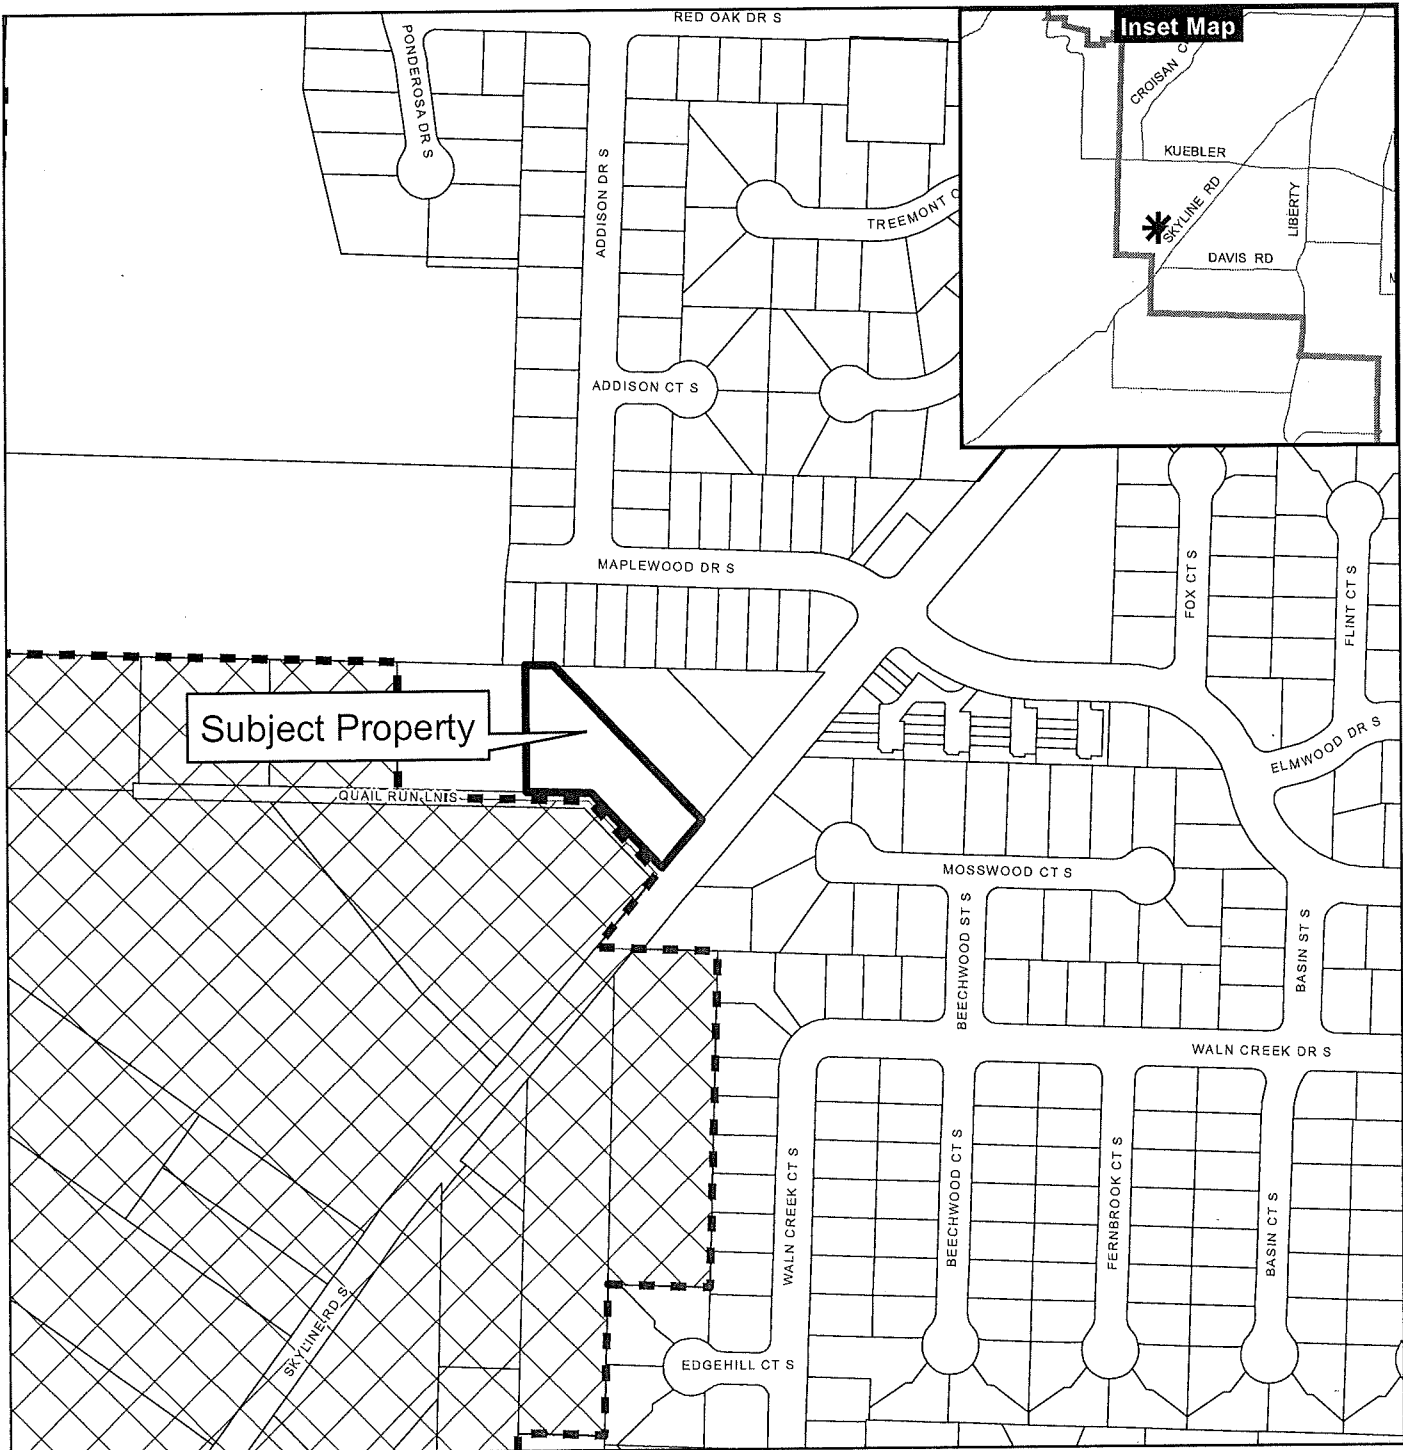 RED OAK DR S
Inset Map
PONDEROSA DR S
CROISAN C
KUEBLER
ADDISON DR S
SKYLINE RD
LIBERTY
TREEMONT C
DAVIS RD
ADDISON CT S
MAPLEWOOD DR S
FOX CT S
FLINT CT S
Subject Property
ELMWOOD DR S
QUAIL RUN LN S
MOSSWOOD CT S
BEECHWOOD ST S
BASIN ST S
WALN CREEK DR S
WALN CREEK CT S
BEECHWOOD CT S
FERNBROOK CT S
BASIN CT S
SKYLINE RD S
EDGEHILL CT S